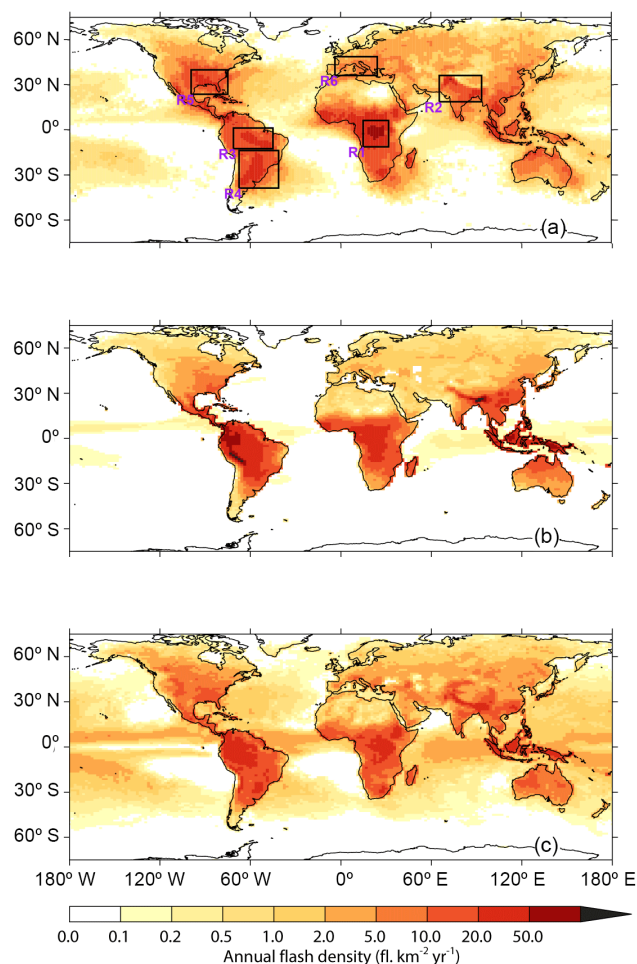 60° N
30° N
0° E
30° S
60° S
R5
R6
R2
R3
R1
R4
(a)
60° N
30° N
0° E
30° S
60° S
(b)
60° N
30° N
0° E
30° S
60° S
(c)
180° W
60° W
0° E
60° E
180° E
0.0
0.1
0.2
0.5
1.0
2.0
5.0
10.0
20.0
50.0
Annual flash density (fl. km⁻² yr⁻¹)